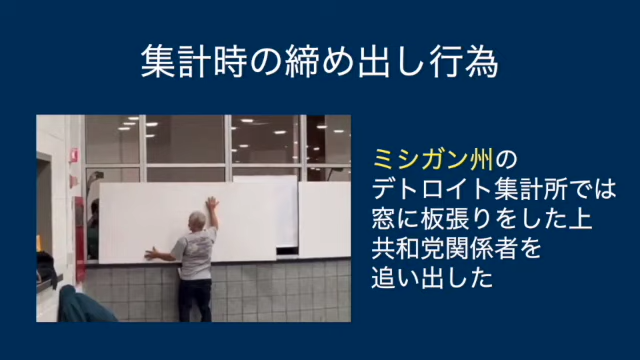 集計時の締め出し行為
ミシガン州の
デトロイト集計所では
窓に板張りをした上
共和党関係者を
追い出した